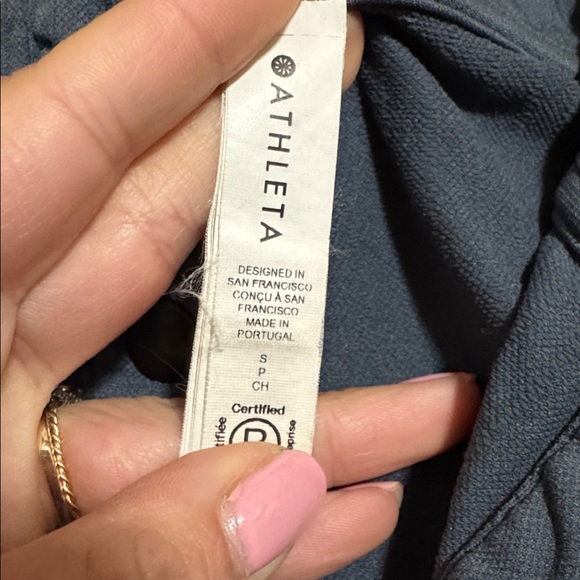 ATHLETA
DESIGNED IN
SAN FRANCISCO
CONÇU À SAN
FRANCISCO
MADE IN
PORTUGAL
S
P
CH
Certified